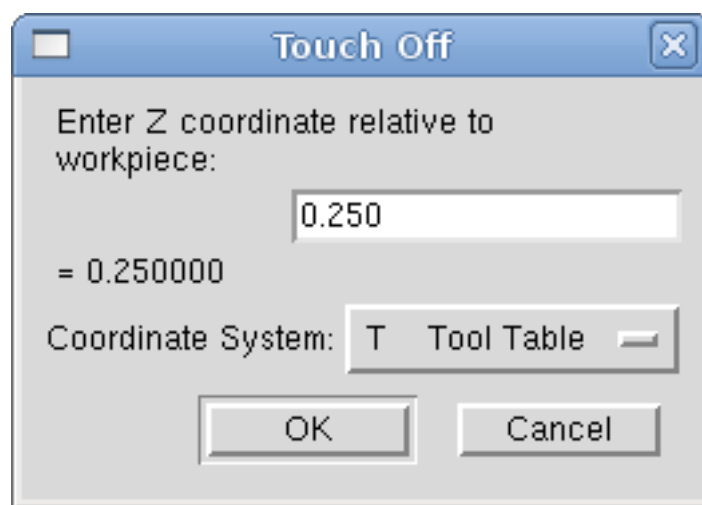 Touch Off
Enter Z coordinate relative to
workpiece:
0.250
= 0.250000
Coordinate System: T Tool Table
OK Cancel